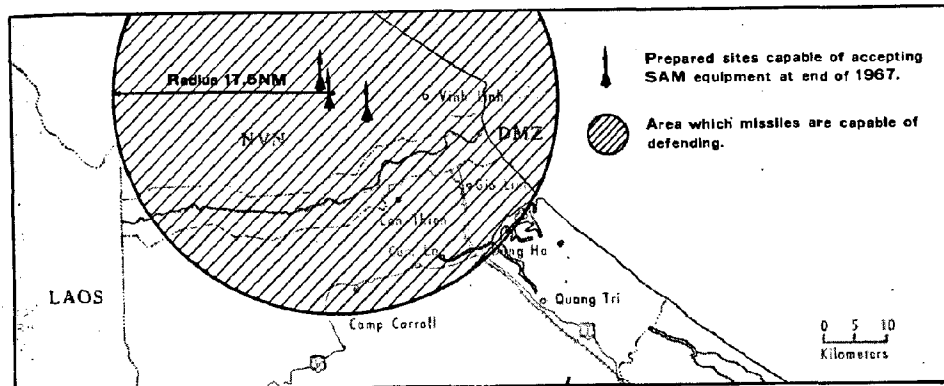 Radius 17.5NM
Vinh Linh
NVN
DMZ
Gio Linh
Con Thien
Cam Lo
Dong Ha
LAOS
Quang Tri
Camp Carroll
Prepared sites capable of accepting
SAM equipment at end of 1967.
Area which missiles are capable of
defending.
0 5 10
Kilometers